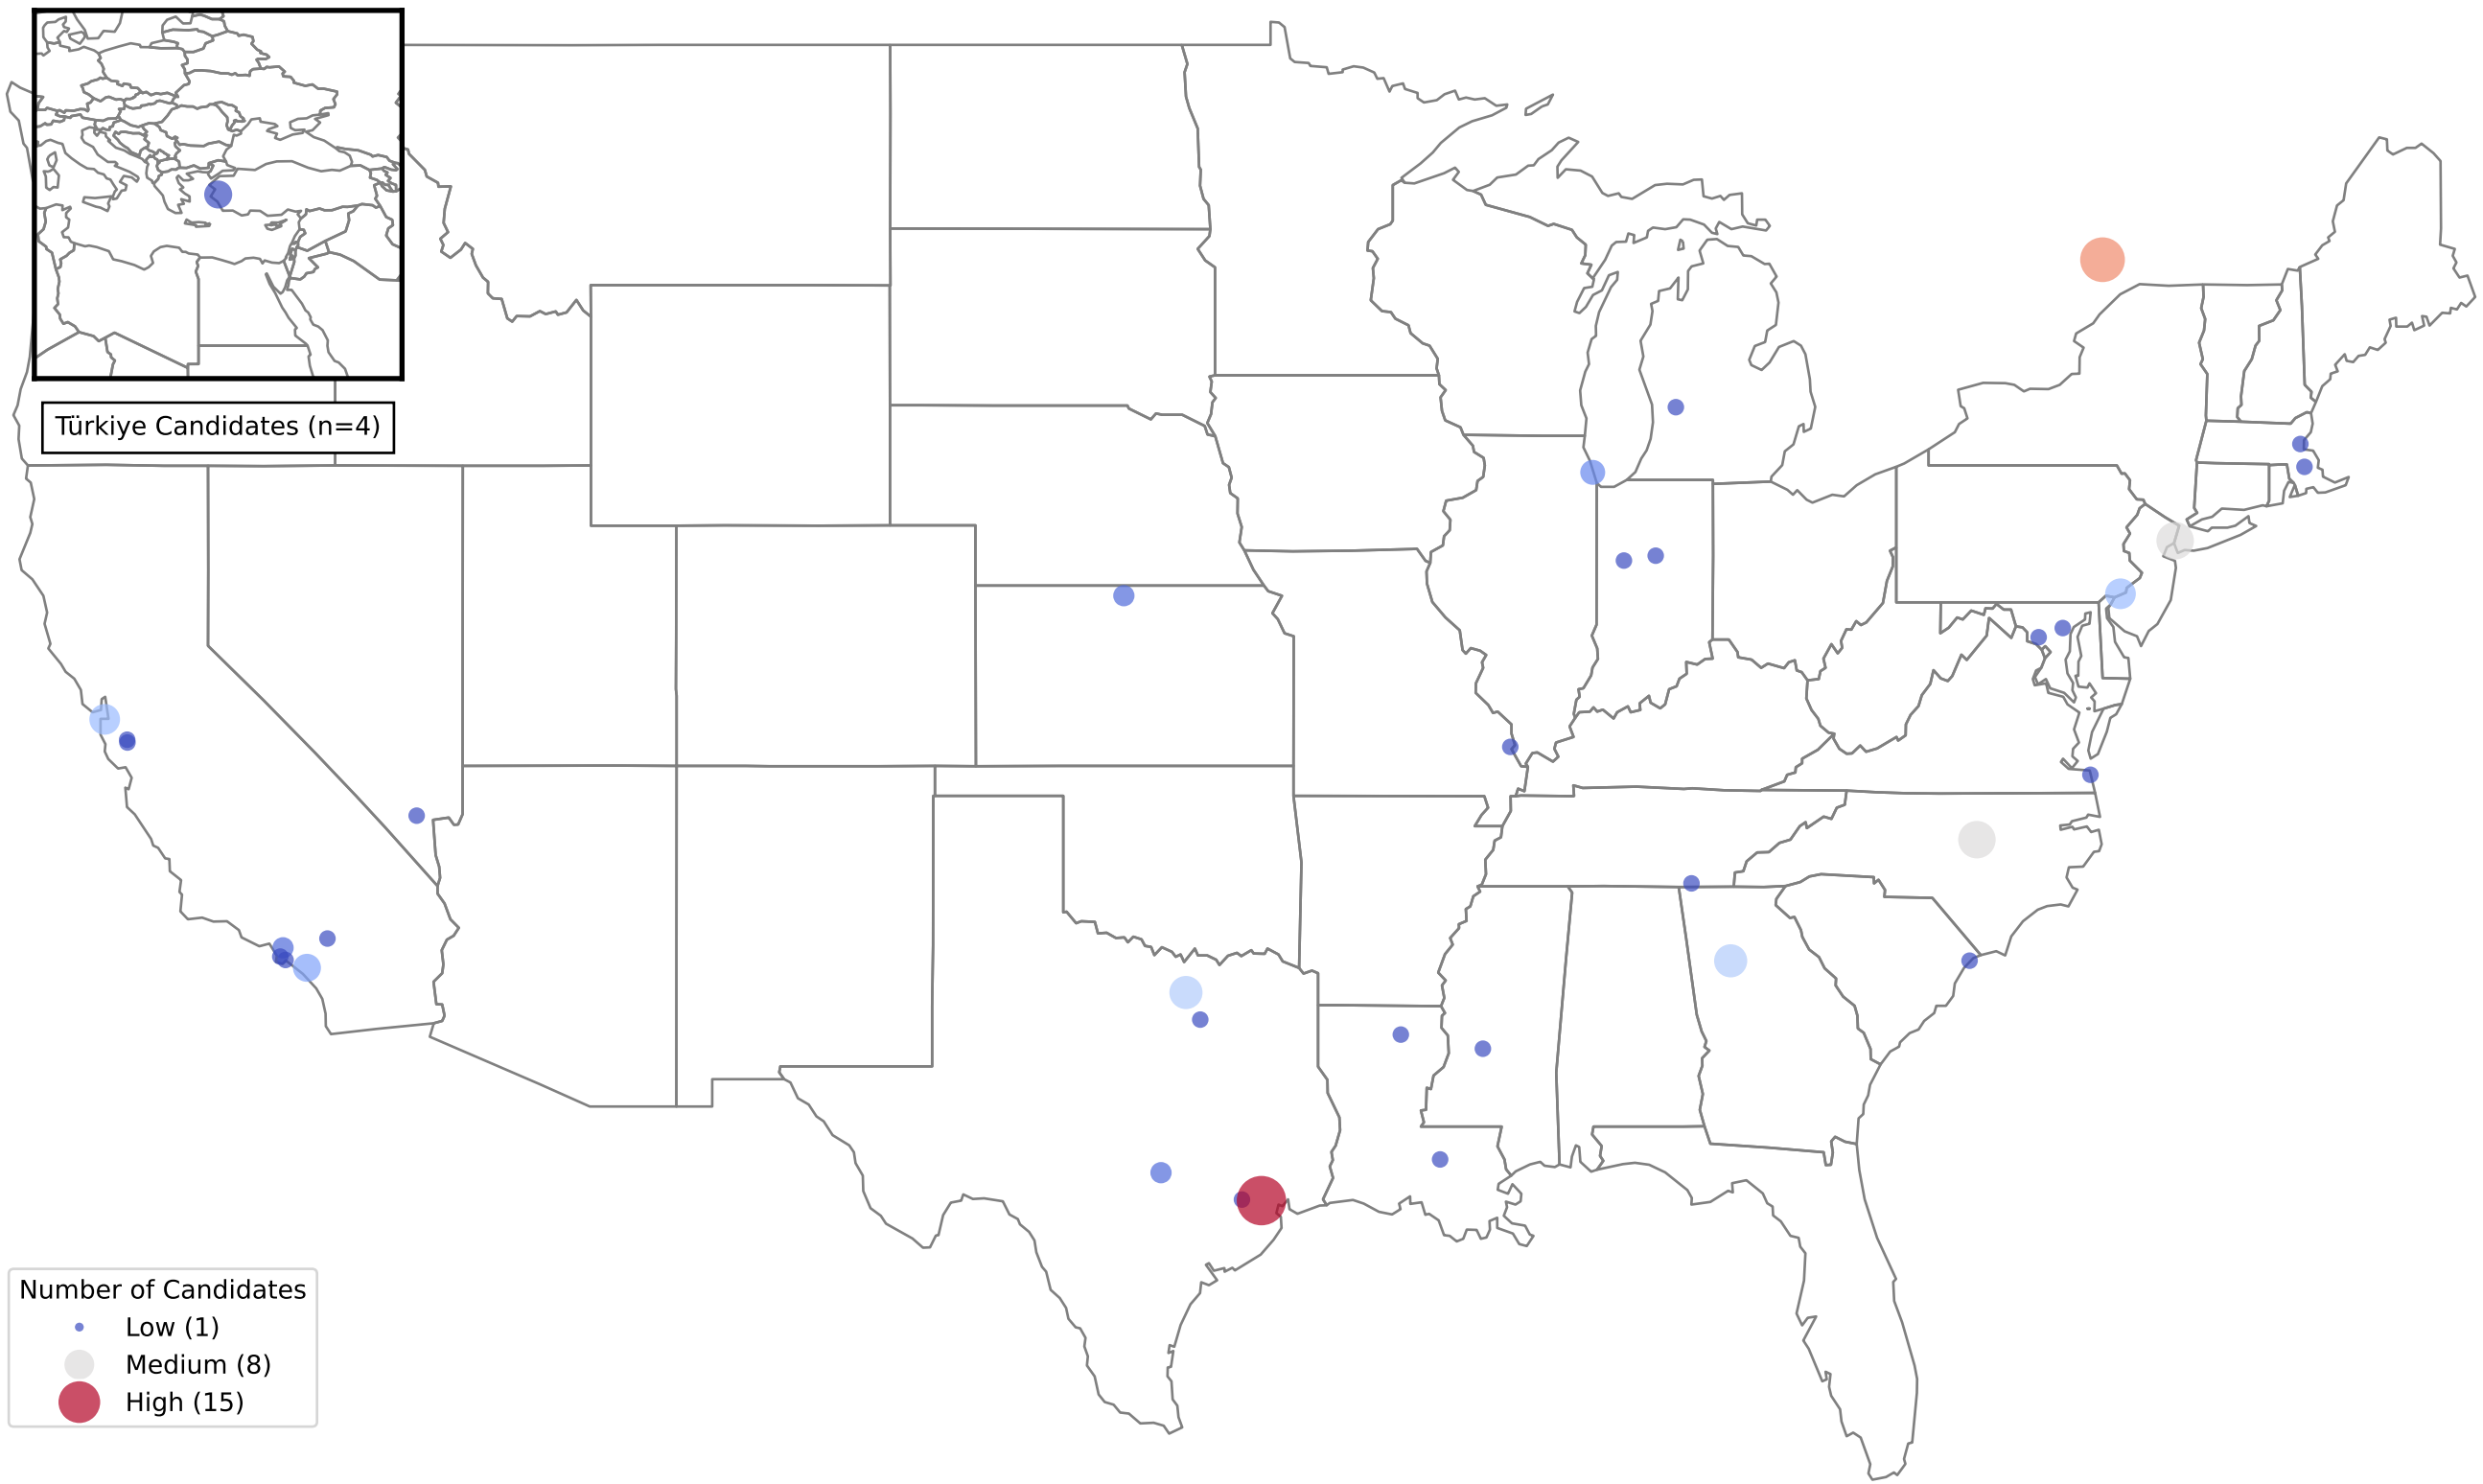 Türkiye Candidates (n=4)
Number of Candidates
Low (1)
Medium (8)
High (15)